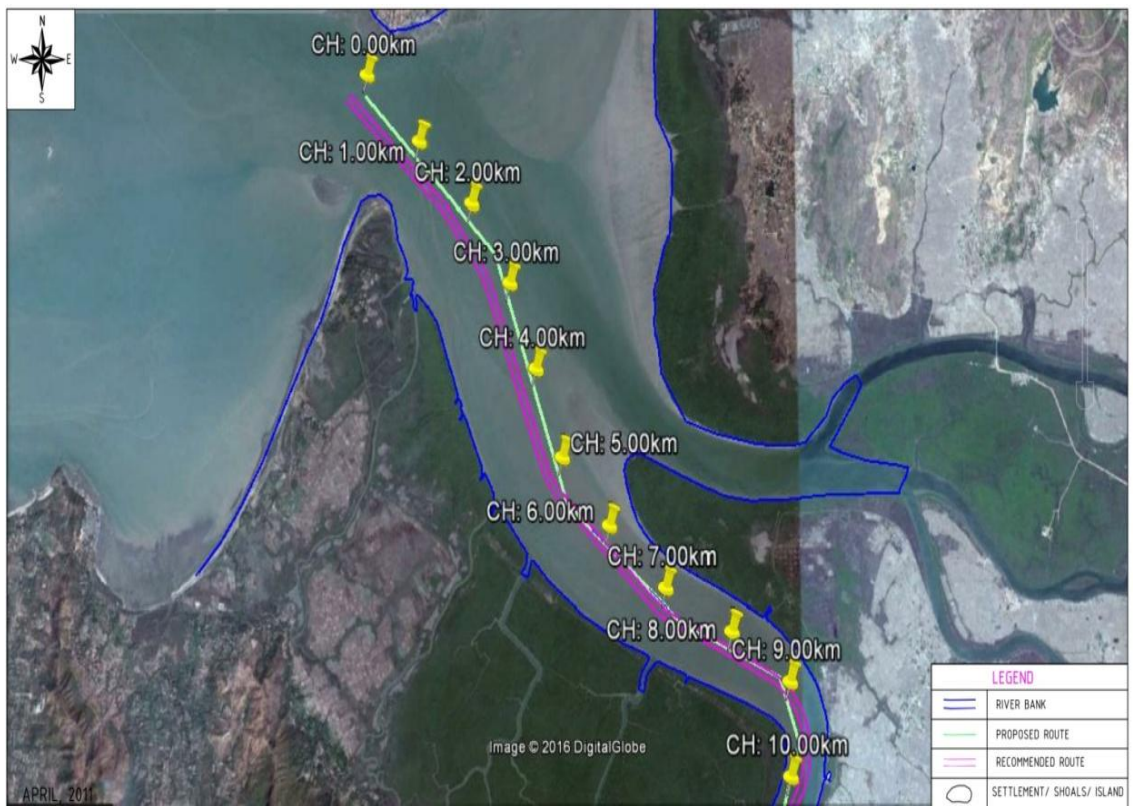 N
W E
S
CH: 0.00km
CH: 1.00km
CH: 2.00km
CH: 3.00km
CH: 4.00km
CH: 5.00km
CH: 6.00km
CH: 7.00km
CH: 8.00km
CH: 9.00km
CH: 10.00km
Image © 2016 DigitalGlobe
APRIL, 2011
LEGEND
RIVER BANK
PROPOSED ROUTE
RECOMMENDED ROUTE
SETTLEMENT/ SHOALS/ ISLAND